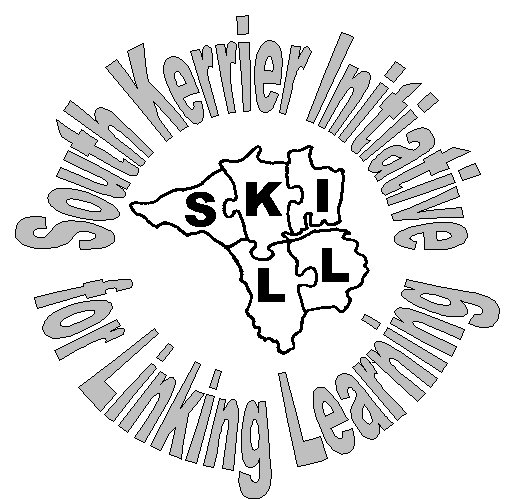 South Kerrier Initiative
S K I
L L
for Linking Learning